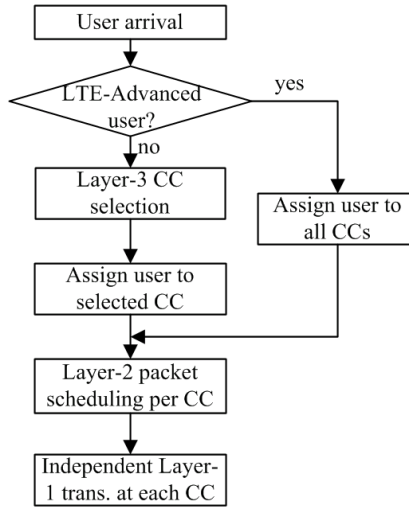 User arrival
LTE-Advanced
user?
yes
no
Layer-3 CC
selection
Assign user to
all CCs
Assign user to
selected CC
Layer-2 packet
scheduling per CC
Independent Layer-
1 trans. at each CC